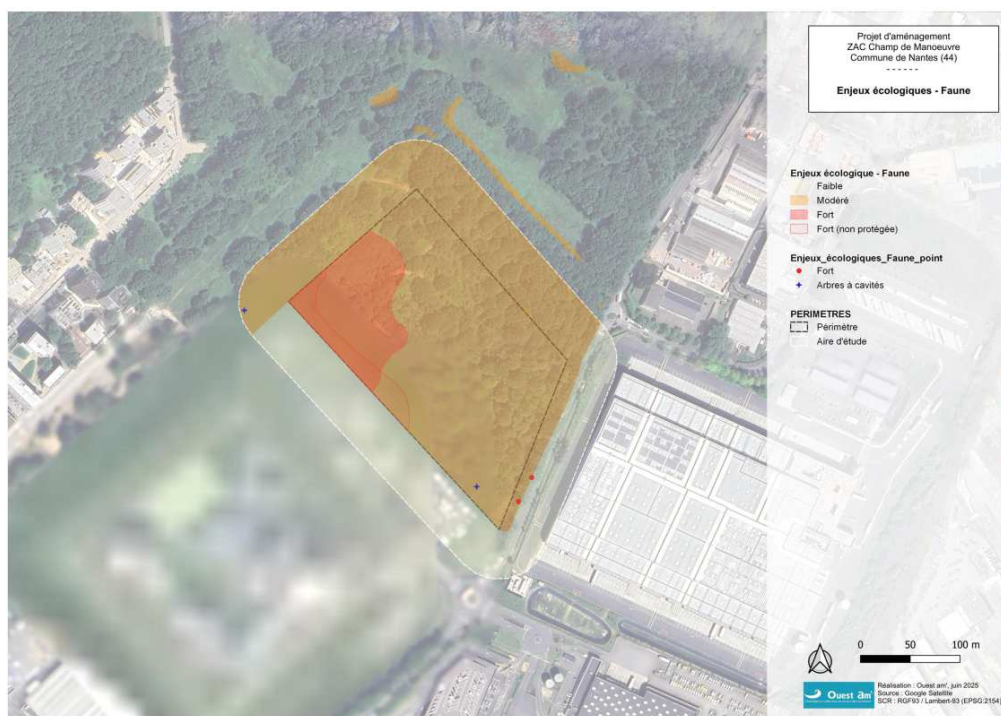 Projet d'aménagement
ZAC Champ de Manoeuvre
Commune de Nantes (44)
- - - - - -
Enjeux écologiques - Faune
Enjeux écologique - Faune
Faible
Modéré
Fort
Fort (non protégée)
Enjeux_écologiques_Faune_point
Fort
Arbres à cavités
PERIMETRES
Périmètre
Aire d'étude
0 50 100 m
Ouest am'
Réalisation : Ouest am', juin 2025
Source : Google Satellite
SCR : RGF93 / Lambert-93 (EPSG:2154)